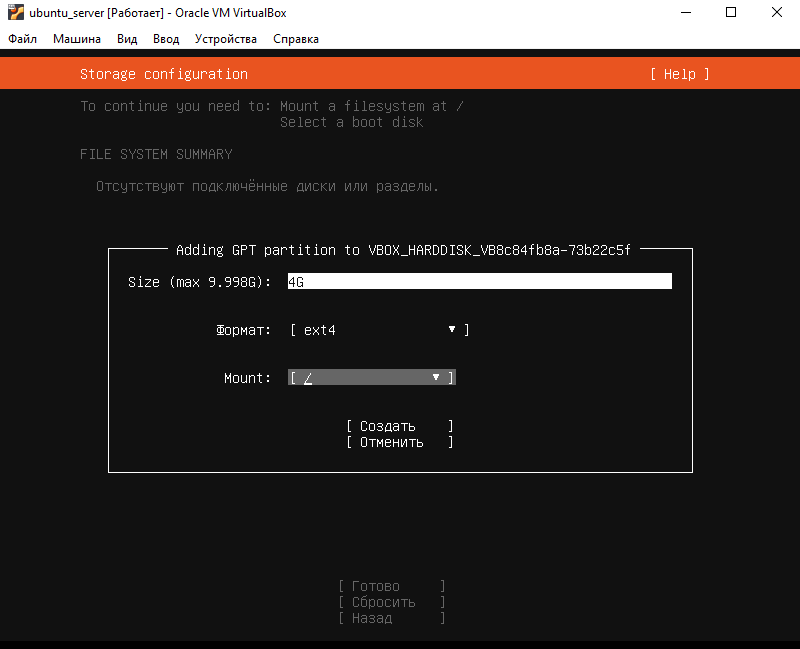 ubuntu_server [Работает] - Oracle VM VirtualBox
Файл Машина Вид Ввод Устройства Справка
Storage configuration [ Help ]
To continue you need to: Mount a filesystem at /
Select a boot disk
FILE SYSTEM SUMMARY
Отсутствуют подключённые диски или разделы.
Adding GPT partition to VBOX_HARDDISK_VB8c84fb8a-73b22c5f
Size (max 9.998G): 4G
Формат: [ ext4 ▼ ]
Mount: [ / ▼ ]
[ Создать ]
[ Отменить ]
[ Готово ]
[ Сбросить ]
[ Назад ]